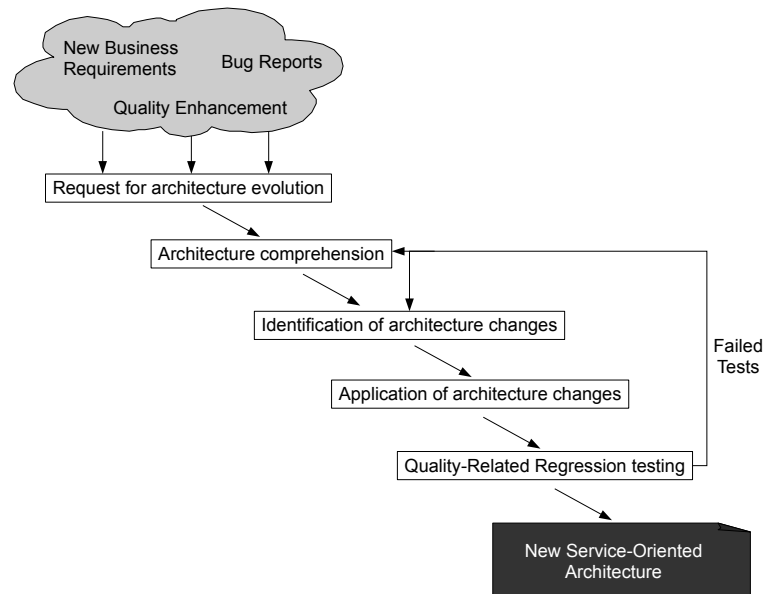 New Business
Requirements
Bug Reports
Quality Enhancement
Request for architecture evolution
Architecture comprehension
Identification of architecture changes
Failed
Tests
Application of architecture changes
Quality-Related Regression testing
New Service-Oriented
Architecture